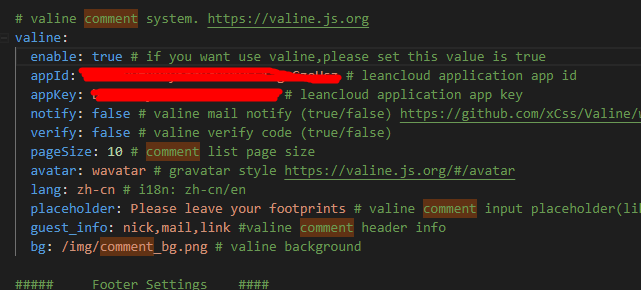 # valine comment system. https://valine.js.org
valine:
enable: true # if you want use valine,please set this value is true
appId: # leancloud application app id
appKey: # leancloud application app key
notify: false # valine mail notify (true/false) https://github.com/xCss/Valine/
verify: false # valine verify code (true/false)
pageSize: 10 # comment list page size
avatar: wavatar # gravatar style https://valine.js.org/#/avatar
lang: zh-cn # i18n: zh-cn/en
placeholder: Please leave your footprints # valine comment input placeholder(li
guest_info: nick,mail,link #valine comment header info
bg: /img/comment_bg.png # valine background
##### Footer Settings ####